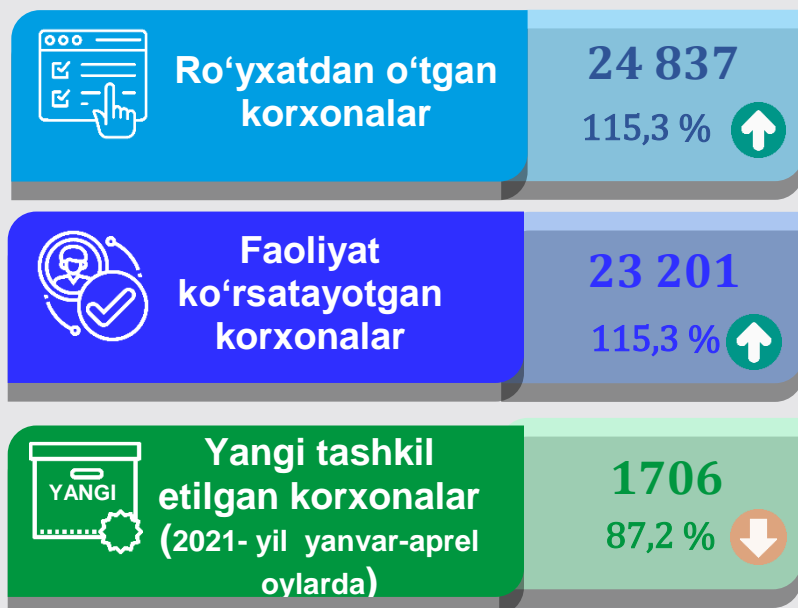 Ro‘yxatdan o‘tgan
korxonalar
24 837
115,3 %
Faoliyat
ko‘rsatayotgan
korxonalar
23 201
115,3 %
YANGI
Yangi tashkil
etilgan korxonalar
(2021- yil yanvar-aprel
oylarda)
1706
87,2 %